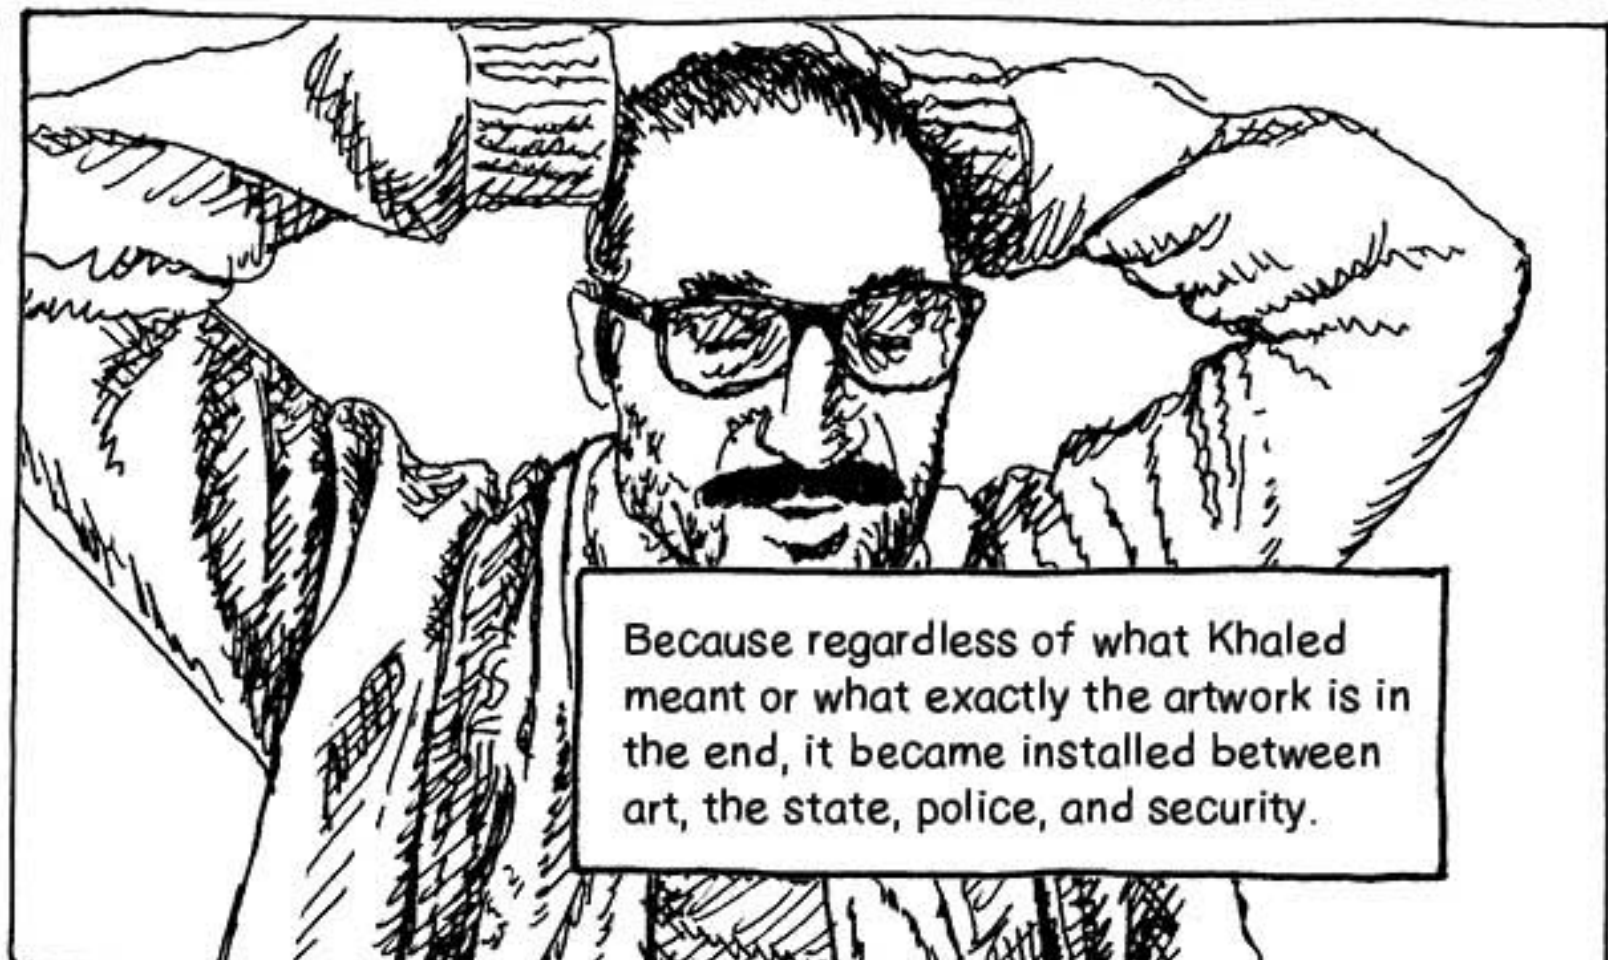 Because regardless of what Khaled
meant or what exactly the artwork is in
the end, it became installed between
art, the state, police, and security.